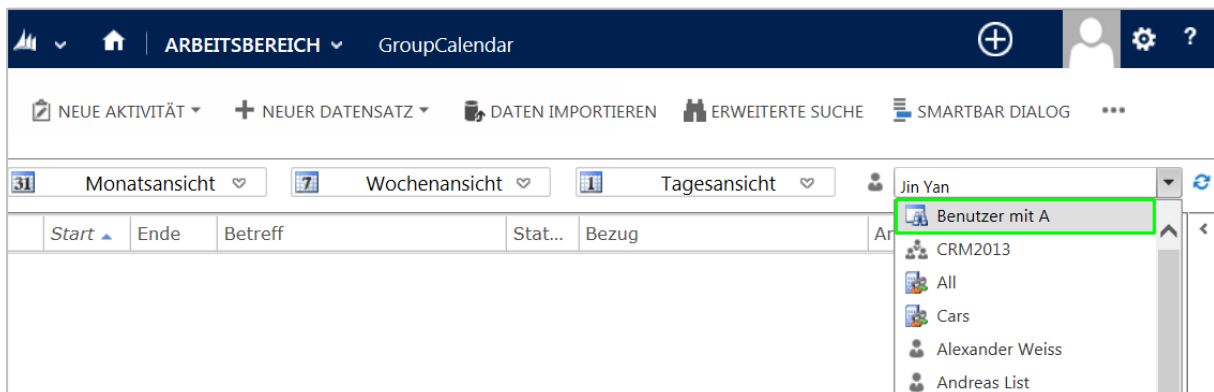 ARBEITSBEREICH GroupCalendar ?
NEUE AKTIVITÄT NEUER DATENSATZ DATEN IMPORTIEREN ERWEITERTE SUCHE SMARTBAR DIALOG
31 Monatsansicht 7 Wochenansicht 1 Tagesansicht Jin Yan
Benutzer mit A
Start Ende Betreff Stat... Bezug
CRM2013
All
Cars
Alexander Weiss
Andreas List